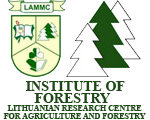 LAMMC
INSTITUTE OF
FORESTRY
LITHUANIAN RESEARCH CENTRE
FOR AGRICULTURE AND FORESTRY